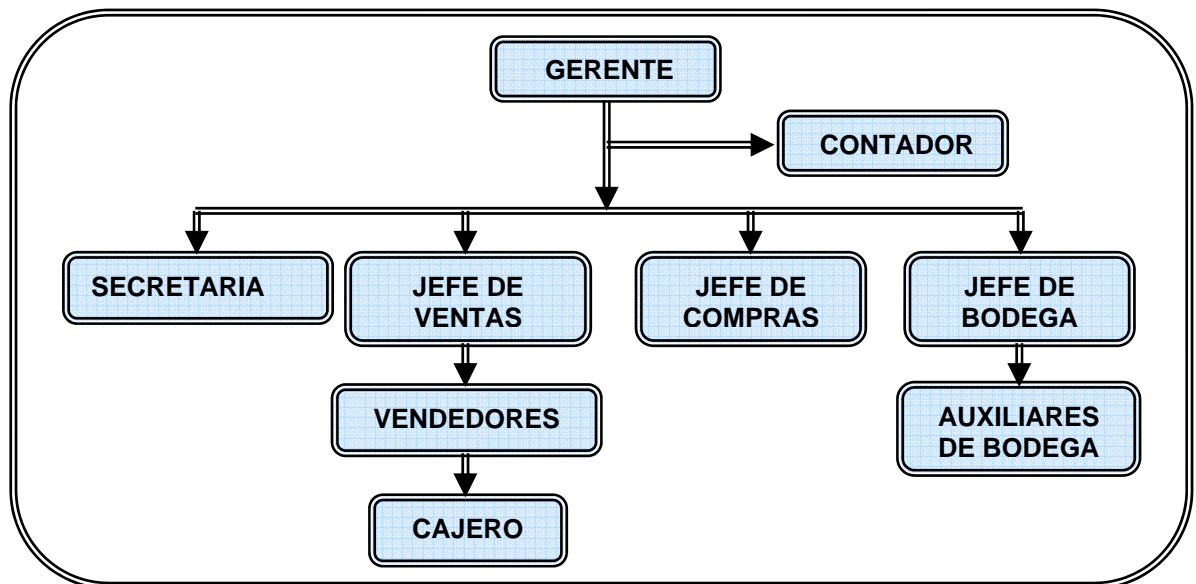 GERENTE
CONTADOR
SECRETARIA
JEFE DE
VENTAS
JEFE DE
COMPRAS
JEFE DE
BODEGA
VENDEDORES
AUXILIARES
DE BODEGA
CAJERO